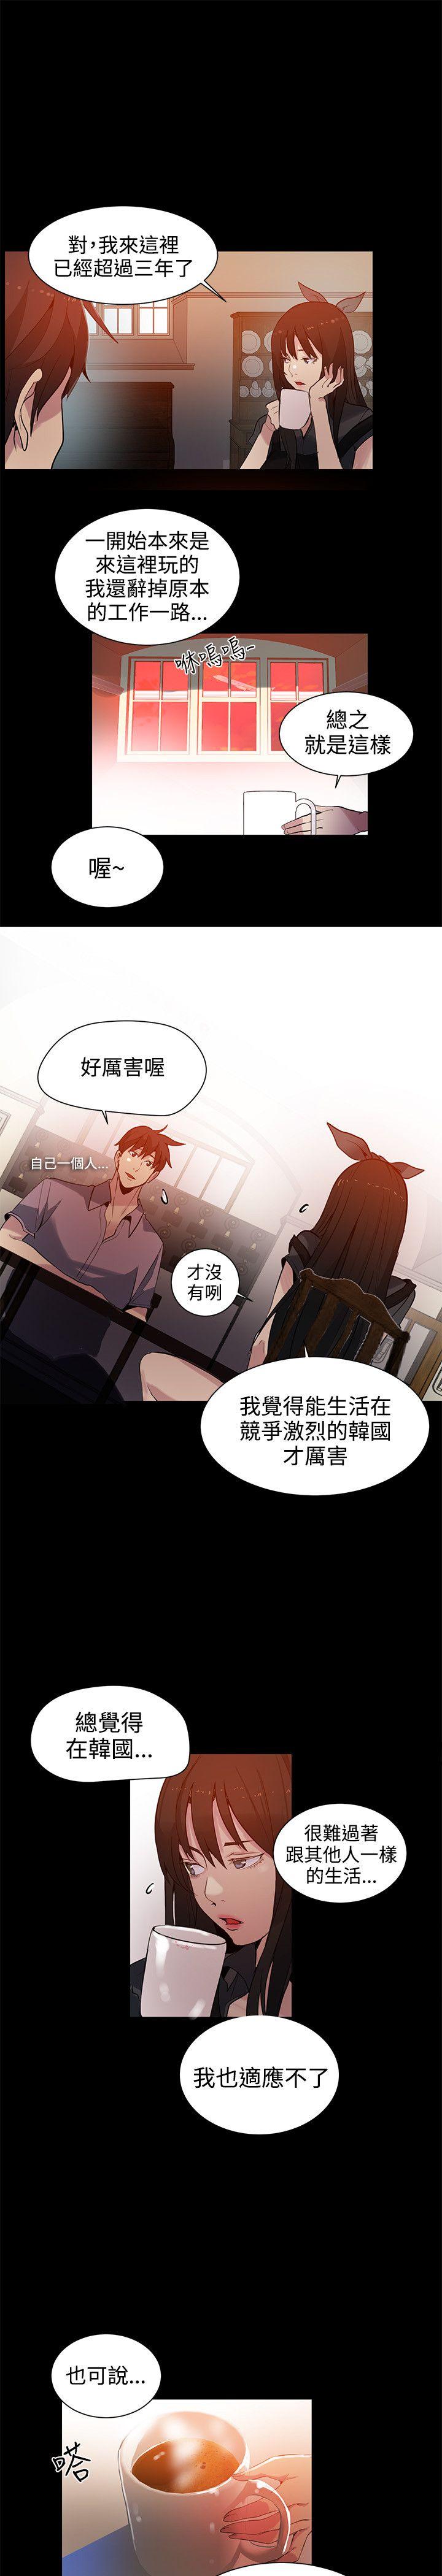 對,我來這裡
已經超過三年了
一開始本來是
來這裡玩的
我還辭掉原本
的工作一路...
咻嗚嗚~
總之
就是這樣
喔~
好厲害喔
自己一個人...
才沒
有咧
我覺得能生活在
競爭激烈的韓國
才厲害
總覺得
在韓國...
很難過著
跟其他人一樣
的生活...
我也適應不了
也可說...
嗒